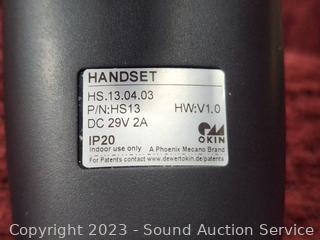 HANDSET
HS.13.04.03
P/N:HS13 HW:V1.0
DC 29V 2A
OKIN
IP20
Indoor use only A Phoenix Mecano Brand
For Patents contact www.dewertokin.de/patents
Copyright 2023 - Sound Auction Service